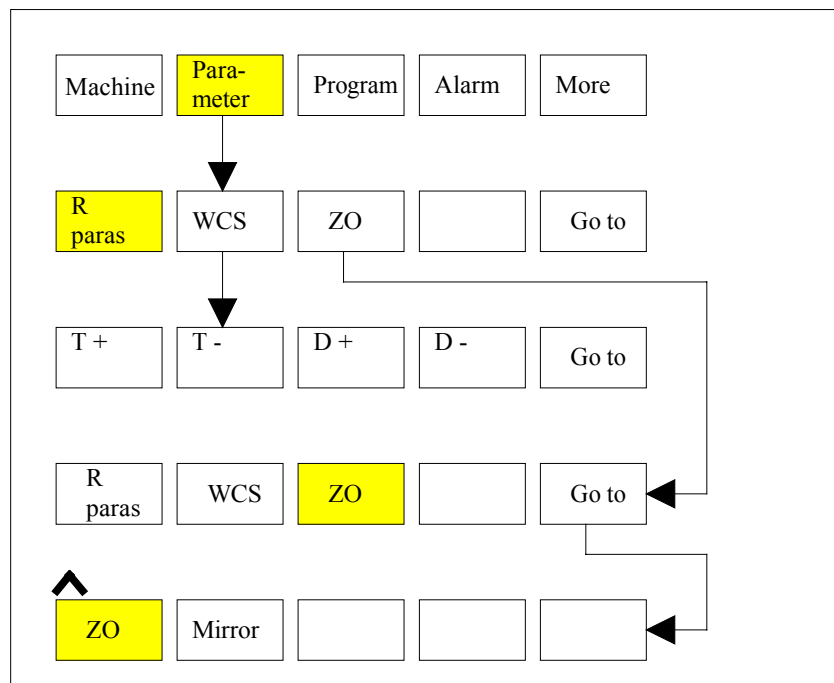 Machine
Para-
meter
Program
Alarm
More
R
paras
WCS
ZO
Go to
T +
T -
D +
D -
Go to
R
paras
WCS
ZO
Go to
ZO
Mirror